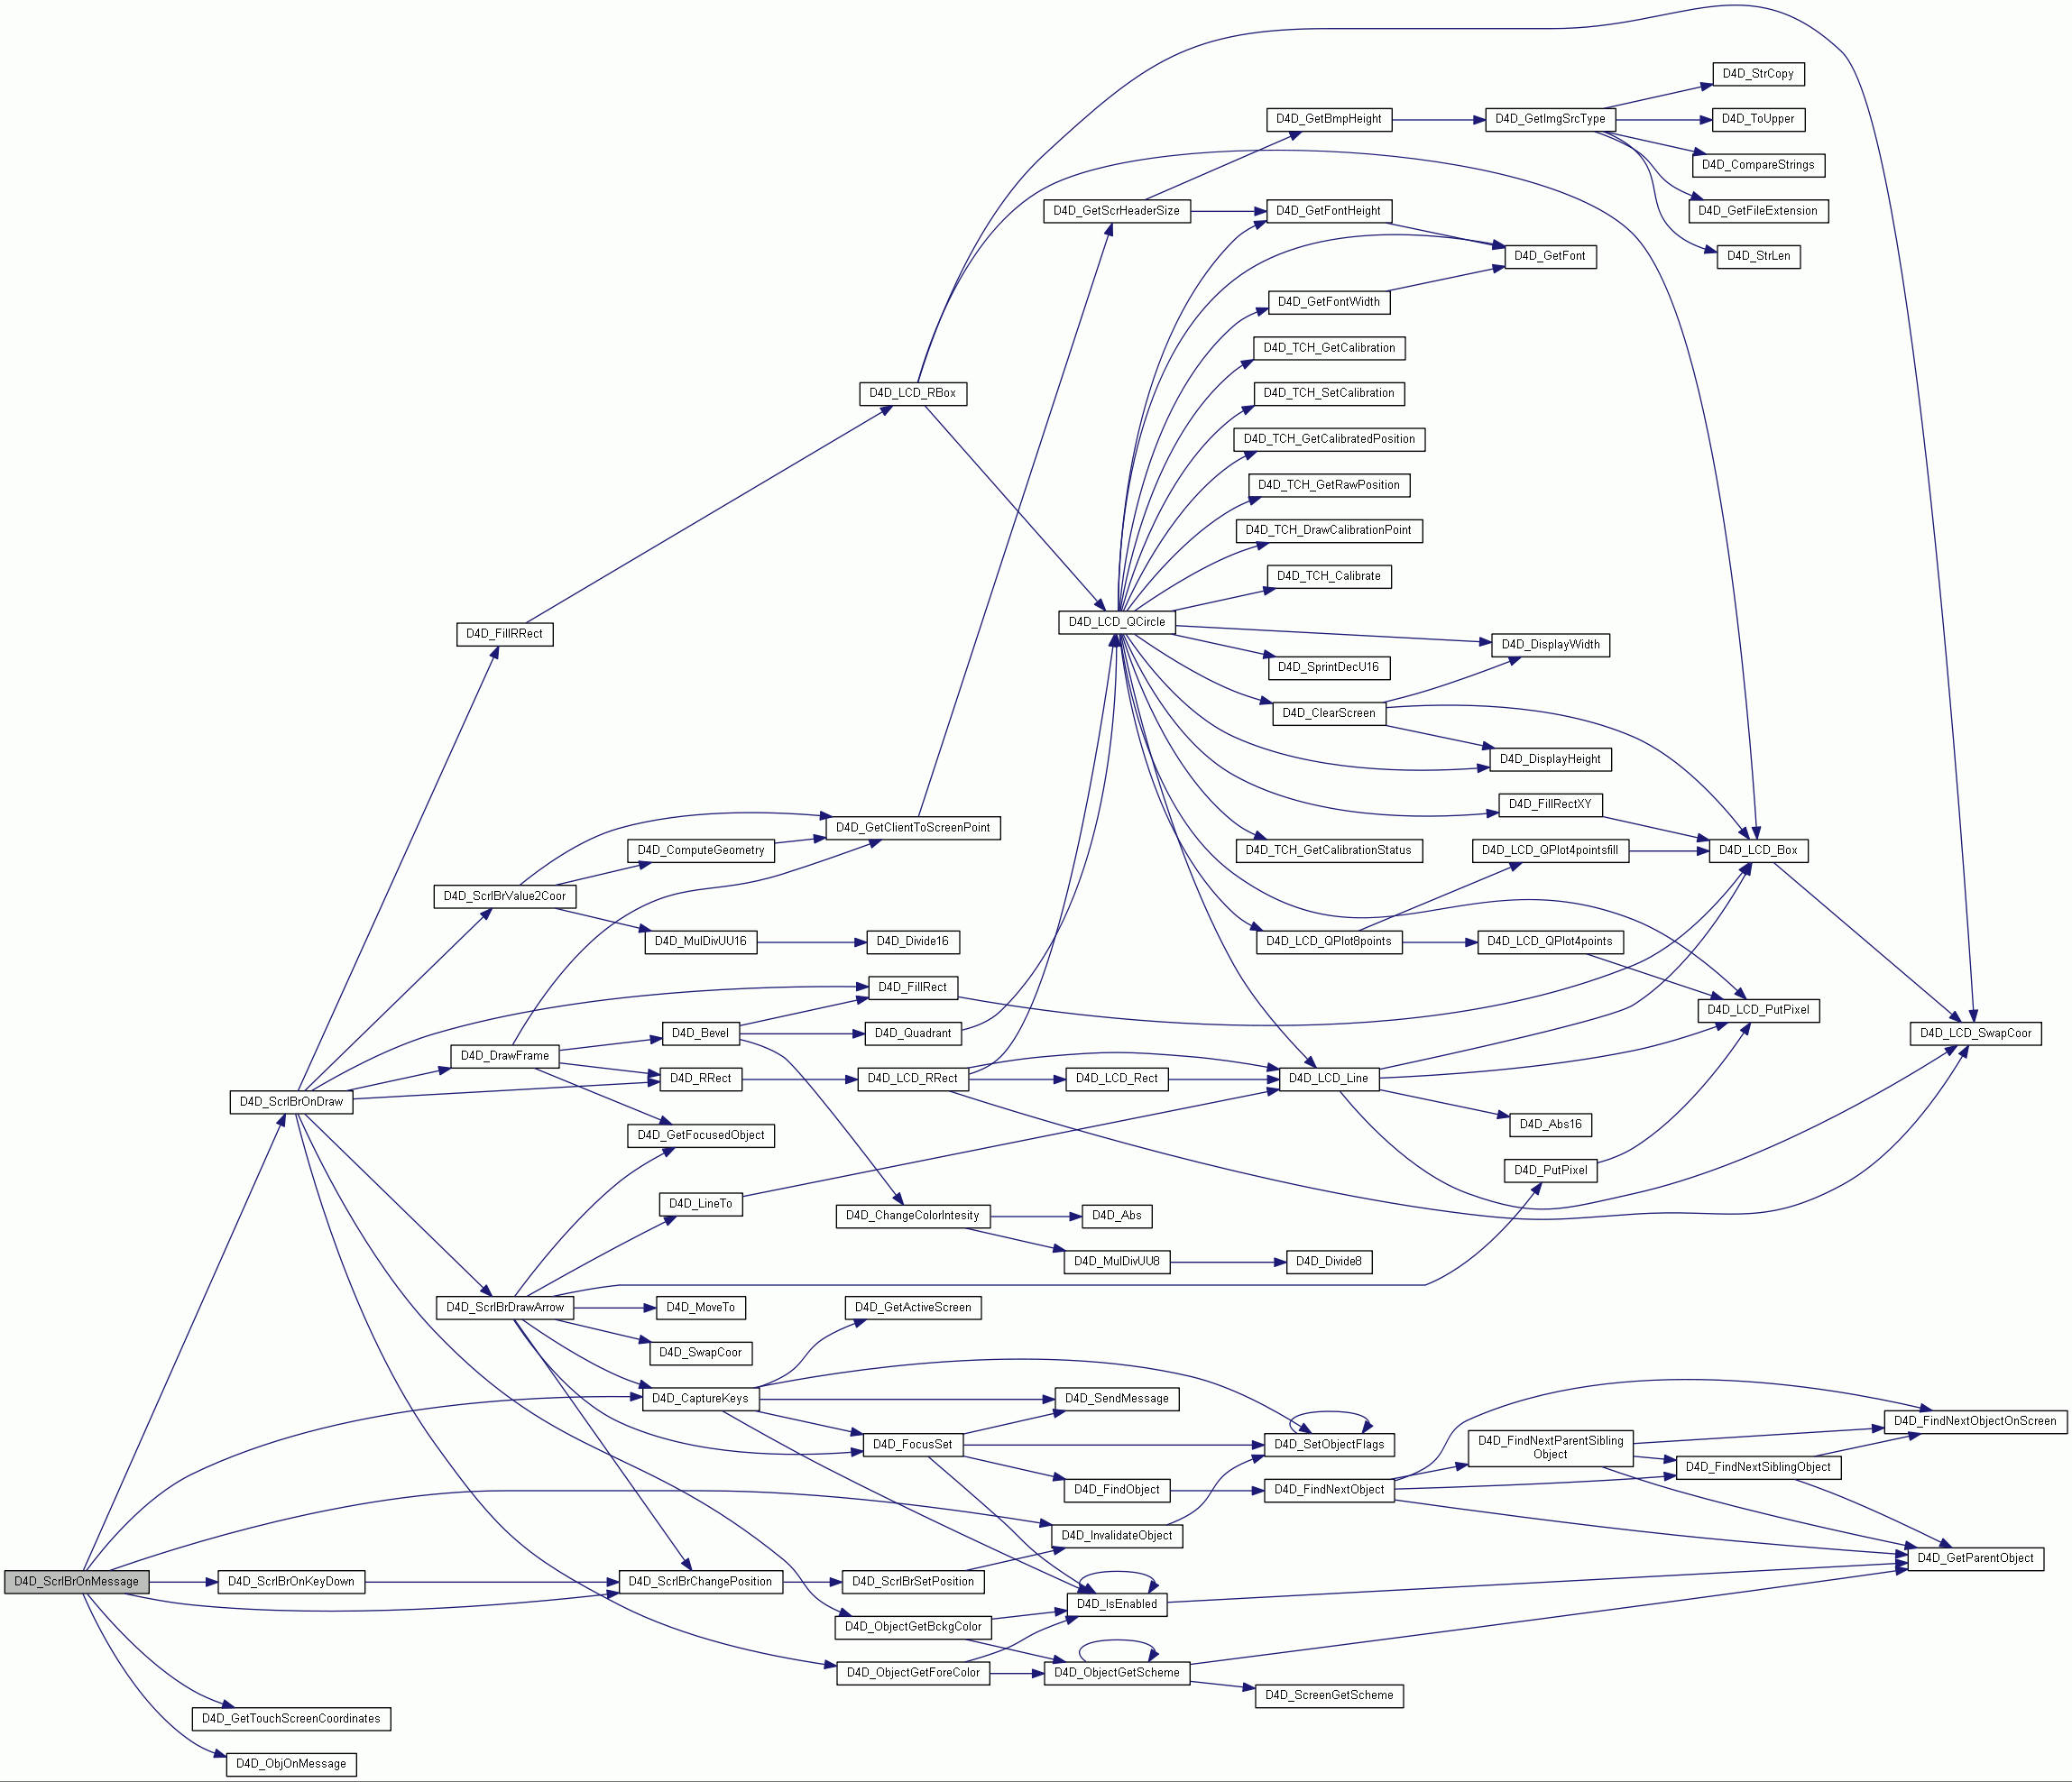 D4D_StrCopy
D4D_GetBmpHeight
D4D_GetImgSrcType
D4D_ToUpper
D4D_CompareStrings
D4D_GetScrHeaderSize
D4D_GetFontHeight
D4D_GetFileExtension
D4D_GetFont
D4D_StrLen
D4D_GetFontWidth
D4D_TCH_GetCalibration
D4D_LCD_RBox
D4D_TCH_SetCalibration
D4D_TCH_GetCalibratedPosition
D4D_TCH_GetRawPosition
D4D_TCH_DrawCalibrationPoint
D4D_TCH_Calibrate
D4D_LCD_QCircle
D4D_FillRRect
D4D_DisplayWidth
D4D_SprintDecU16
D4D_ClearScreen
D4D_DisplayHeight
D4D_FillRectXY
D4D_GetClientToScreenPoint
D4D_ComputeGeometry
D4D_TCH_GetCalibrationStatus
D4D_LCD_QPlot4pointsfill
D4D_LCD_Box
D4D_ScrlBrValue2Coor
D4D_MulDivUU16
D4D_Divide16
D4D_LCD_QPlot8points
D4D_LCD_QPlot4points
D4D_FillRect
D4D_LCD_PutPixel
D4D_Bevel
D4D_Quadrant
D4D_LCD_SwapCoor
D4D_DrawFrame
D4D_RRect
D4D_LCD_RRect
D4D_LCD_Rect
D4D_LCD_Line
D4D_ScrlBrOnDraw
D4D_Abs16
D4D_GetFocusedObject
D4D_PutPixel
D4D_LineTo
D4D_ChangeColorIntesity
D4D_Abs
D4D_MulDivUU8
D4D_Divide8
D4D_ScrlBrDrawArrow
D4D_MoveTo
D4D_GetActiveScreen
D4D_SwapCoor
D4D_CaptureKeys
D4D_SendMessage
D4D_FindNextObjectOnScreen
D4D_FocusSet
D4D_SetObjectFlags
D4D_FindNextParentSibling
Object
D4D_FindNextSiblingObject
D4D_FindObject
D4D_FindNextObject
D4D_InvalidateObject
D4D_GetParentObject
D4D_ScrlBrOnMessage
D4D_ScrlBrOnKeyDown
D4D_ScrlBrChangePosition
D4D_ScrlBrSetPosition
D4D_IsEnabled
D4D_ObjectGetBckgColor
D4D_ObjectGetForeColor
D4D_ObjectGetScheme
D4D_ScreenGetScheme
D4D_GetTouchScreenCoordinates
D4D_ObjOnMessage